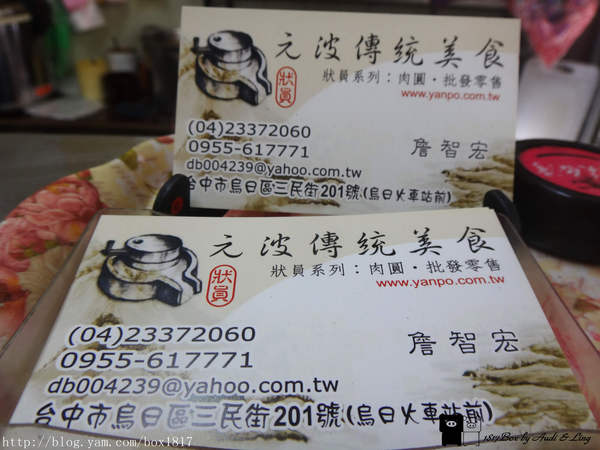 元波傳統美食
狀員
狀員系列：肉圓・批發零售
www.yanpo.com.tw
(04)23372060
0955-617771
詹智宏
db004239@yahoo.com.tw
台中市烏日區三民街201號(烏日火車站前)
元波傳統美食
狀員
狀員系列：肉圓・批發零售
www.yanpo.com.tw
(04)23372060
0955-617771
詹智宏
db004239@yahoo.com.tw
台中市烏日區三民街201號(烏日火車站前)
http://blog.yam.com/box1817
1817Box by Audi & Ling